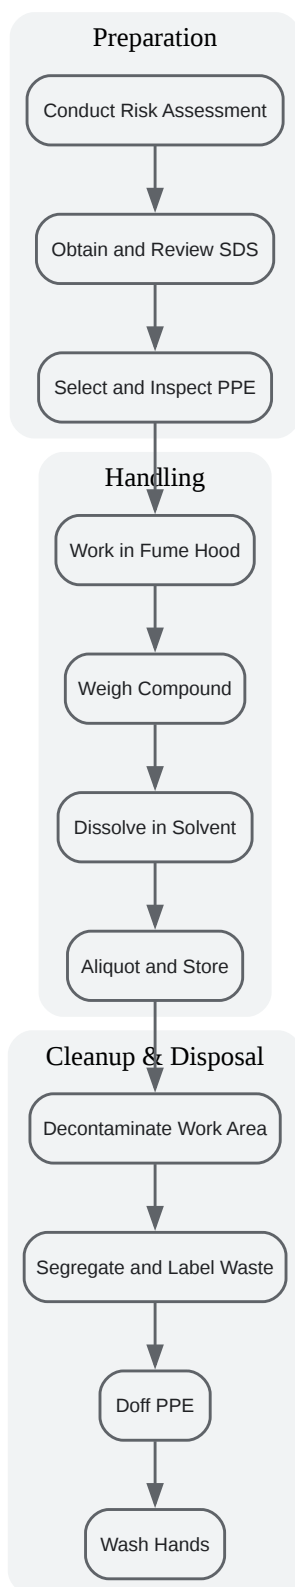 Preparation
Conduct Risk Assessment
Obtain and Review SDS
Select and Inspect PPE
Handling
Work in Fume Hood
Weigh Compound
Dissolve in Solvent
Aliquot and Store
Cleanup & Disposal
Decontaminate Work Area
Segregate and Label Waste
Doff PPE
Wash Hands